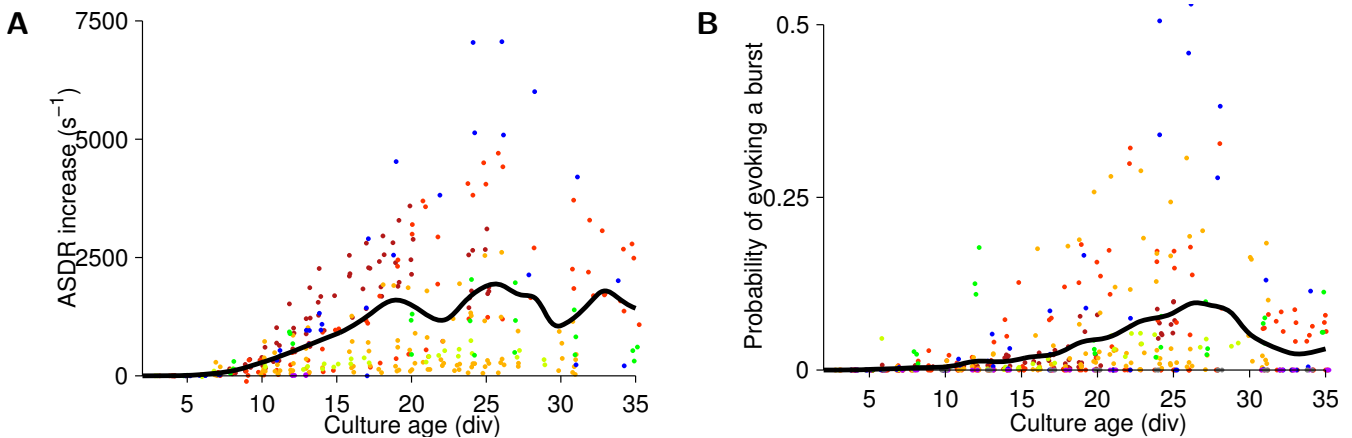 A
ASDR increase (s⁻¹)
7500
5000
2500
0
5 10 15 20 25 30 35
Culture age (div)
B
Probability of evoking a burst
0.5
0.25
0
5 10 15 20 25 30 35
Culture age (div)